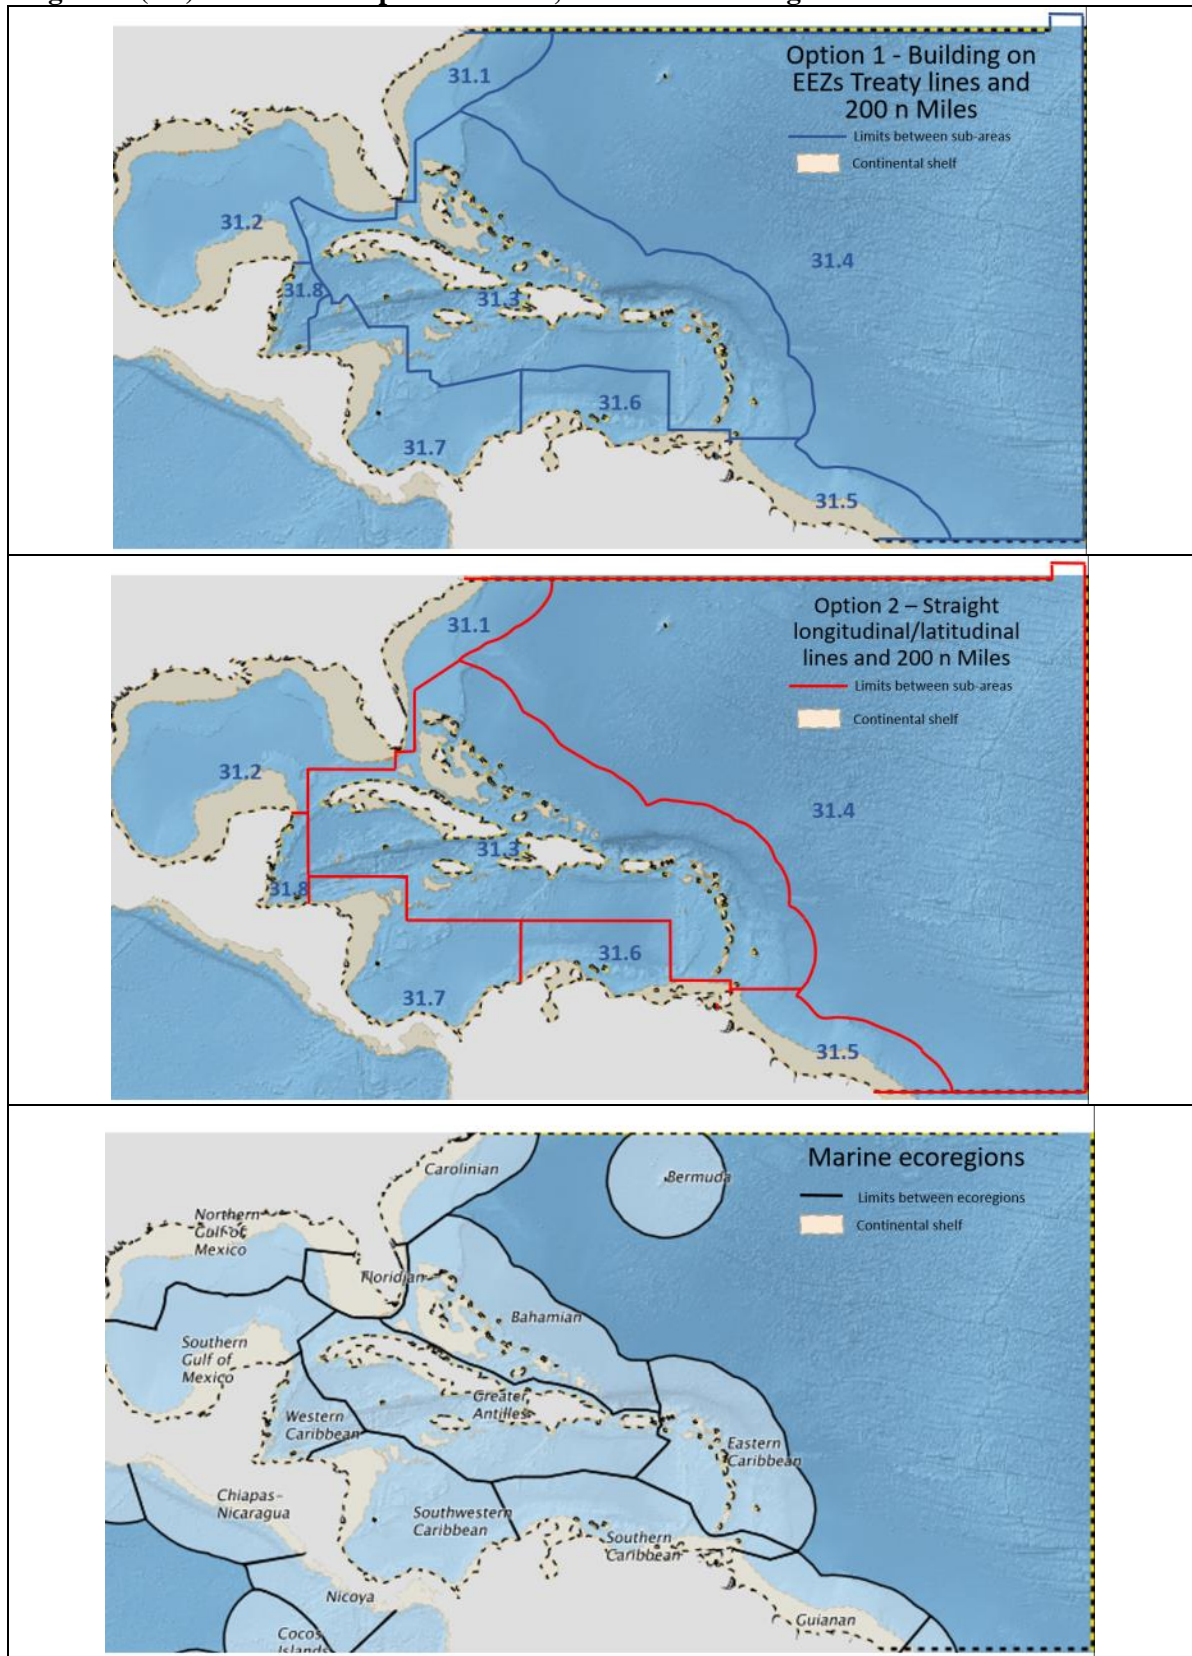 Option 1 - Building on
EEZs Treaty lines and
200 n Miles
Limits between sub-areas
Continental shelf
31.1
31.2
31.4
31.8
31.3
31.6
31.7
31.5
Option 2 – Straight
longitudinal/latitudinal
lines and 200 n Miles
Limits between sub-areas
Continental shelf
31.1
31.2
31.4
31.3
31.8
31.6
31.7
31.5
Marine ecoregions
Limits between ecoregions
Continental shelf
Carolinian
Bermuda
Northern
Gulf of
Mexico
Floridian
Bahamian
Southern
Gulf of
Mexico
Greater
Antilles
Western
Caribbean
Eastern
Caribbean
Chiapas-
Nicaragua
Southwestern
Caribbean
Southern
Caribbean
Nicoya
Guianan
Cocos
Islands